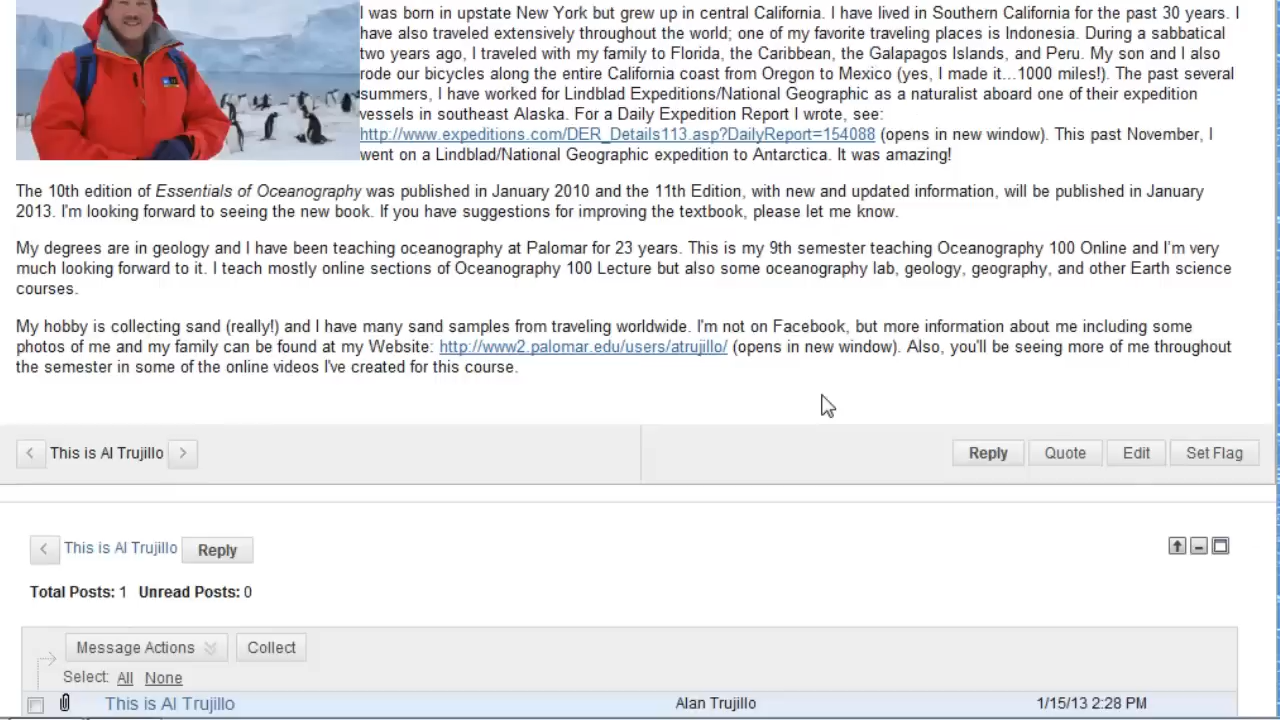 I was born in upstate New York but grew up in central California. I have lived in Southern California for the past 30 years. I
have also traveled extensively throughout the world; one of my favorite traveling places is Indonesia. During a sabbatical
two years ago, I traveled with my family to Florida, the Caribbean, the Galapagos Islands, and Peru. My son and I also
rode our bicycles along the entire California coast from Oregon to Mexico (yes, I made it...1000 miles!). The past several
summers, I have worked for Lindblad Expeditions/National Geographic as a naturalist aboard one of their expedition
vessels in southeast Alaska. For a Daily Expedition Report I wrote, see:
http://www.expeditions.com/DER_Details113.asp?DailyReport=154088 (opens in new window). This past November, I
went on a Lindblad/National Geographic expedition to Antarctica. It was amazing!
The 10th edition of Essentials of Oceanography was published in January 2010 and the 11th Edition, with new and updated information, will be published in January
2013. I'm looking forward to seeing the new book. If you have suggestions for improving the textbook, please let me know.
My degrees are in geology and I have been teaching oceanography at Palomar for 23 years. This is my 9th semester teaching Oceanography 100 Online and I'm very
much looking forward to it. I teach mostly online sections of Oceanography 100 Lecture but also some oceanography lab, geology, geography, and other Earth science
courses.
My hobby is collecting sand (really!) and I have many sand samples from traveling worldwide. I'm not on Facebook, but more information about me including some
photos of me and my family can be found at my Website: http://www2.palomar.edu/users/atrujillo/ (opens in new window). Also, you'll be seeing more of me throughout
the semester in some of the online videos I've created for this course.
< This is Al Trujillo > Reply Quote Edit Set Flag
< This is Al Trujillo Reply
Total Posts: 1 Unread Posts: 0
Message Actions Collect
Select: All None
This is Al Trujillo Alan Trujillo 1/15/13 2:28 PM